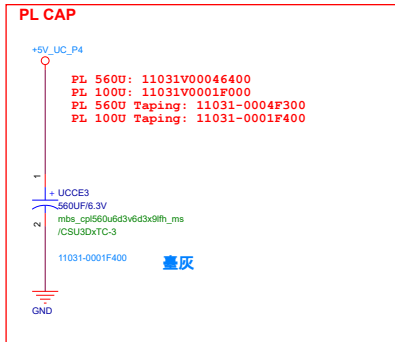 PL CAP
+5V_UC_P4
PL 560U: 11031V00046400
PL 100U: 11031V0001F000
PL 560U Taping: 11031-0004F300
PL 100U Taping: 11031-0001F400
1
+ UCCE3
560UF/6.3V
mbs_cpl560u6d3v6d3x9lfh_ms
2
/CSU3DxTC-3
11031-0001F400
臺灰
GND